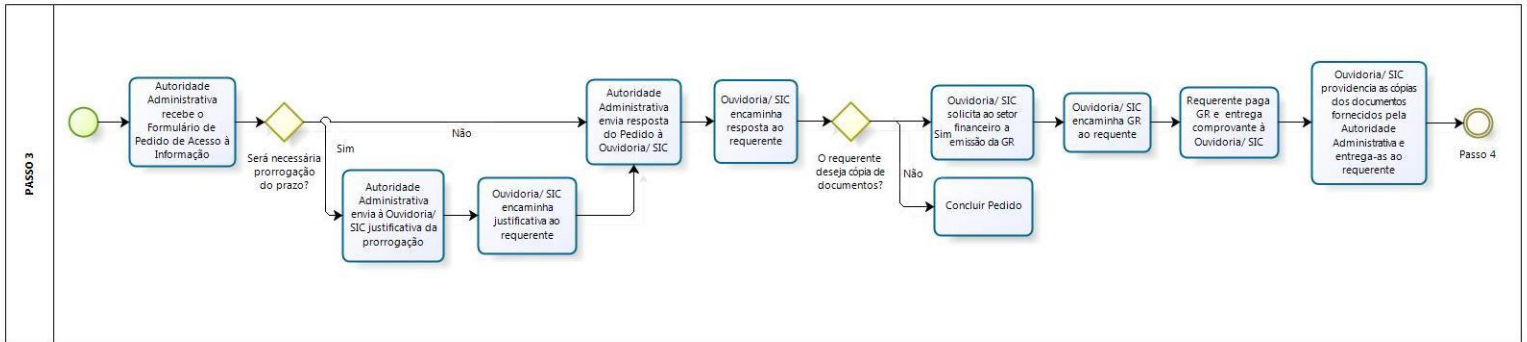 PASSO 3
Autoridade
Administrativa
recebe o
Formulário de
Pedido de Acesso à
Informação
Será necessária
prorrogação
do prazo?
Não
Sim
Autoridade
Administrativa
envia à Ouvidoria/
SIC justificativa da
prorrogação
Ouvidoria/ SIC
encaminha
justificativa ao
requerente
Autoridade
Administrativa
envia resposta
do Pedido à
Ouvidoria/ SIC
Ouvidoria/ SIC
encaminha
resposta ao
requerente
O requerente
deseja cópia de
documentos?
Sim
Não
Ouvidoria/ SIC
solicita ao setor
financeiro a
emissão da GR
Concluir Pedido
Ouvidoria/ SIC
encaminha GR
ao requente
Requerente paga
GR e entrega
comprovante à
Ouvidoria/ SIC
Ouvidoria/ SIC
providencia as cópias
dos documentos
fornecidos pela
Autoridade
Administrativa e
entrega-as ao
requerente
Passo 4